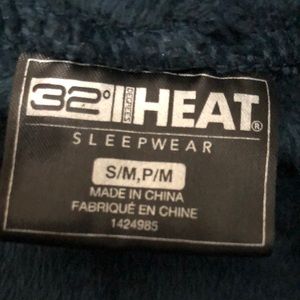 32° DEGREES HEAT®
SLEEPWEAR
S/M,P/M
MADE IN CHINA
FABRIQUÉ EN CHINE
1424985